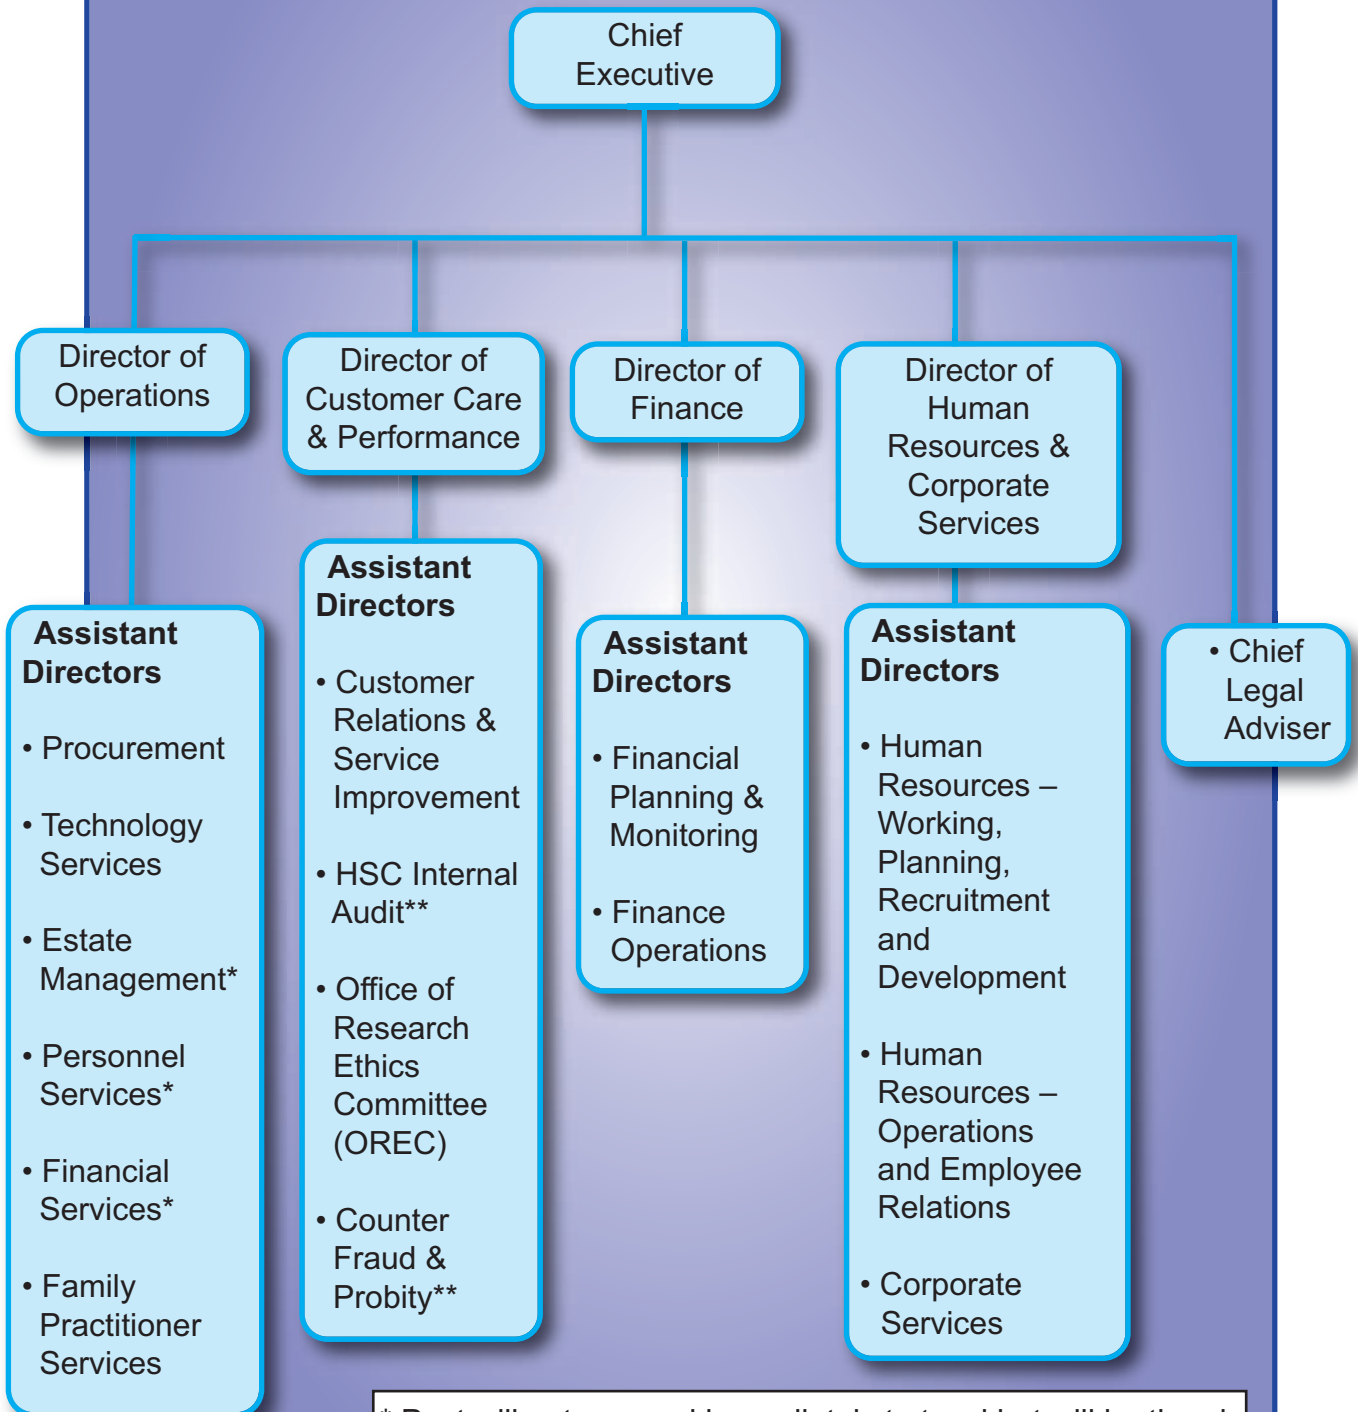 Chief
Executive
Director of
Operations
Director of
Customer Care
& Performance
Director of
Finance
Director of
Human
Resources &
Corporate
Services
Assistant
Directors
• Procurement
• Technology
Services
• Estate
Management*
• Personnel
Services*
• Financial
Services*
• Family
Practitioner
Services
Assistant
Directors
• Customer
Relations &
Service
Improvement
• HSC Internal
Audit**
• Office of
Research
Ethics
Committee
(OREC)
• Counter
Fraud &
Probity**
Assistant
Directors
• Financial
Planning &
Monitoring
• Finance
Operations
Assistant
Directors
• Human
Resources –
Working,
Planning,
Recruitment
and
Development
• Human
Resources –
Operations
and Employee
Relations
• Corporate
Services
• Chief
Legal
Adviser